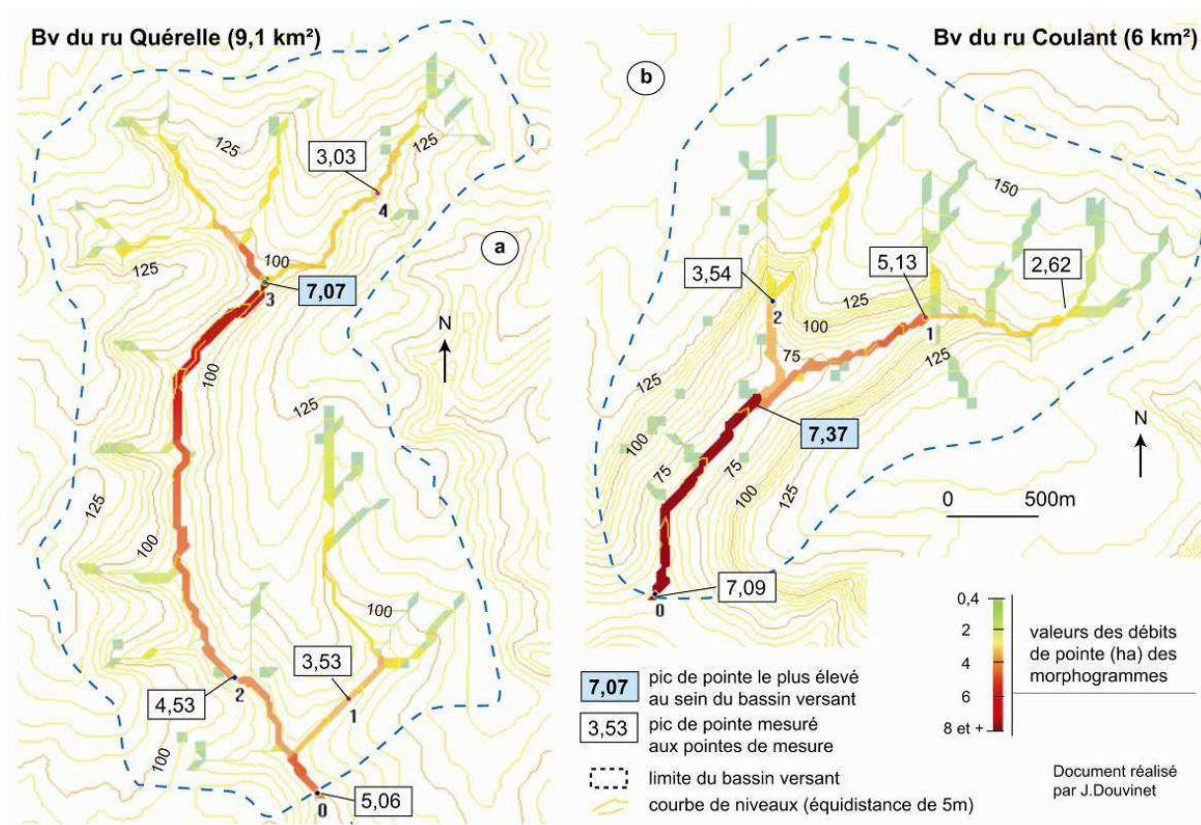 Bv du ru Quérelle (9,1 km²)
125
3,03
125
4
a
100
125
7,07
3
N
100
125
125
100
100
3,53
4,53
2
1
100
5,06
0
Bv du ru Coulant (6 km²)
b
150
3,54
5,13
2,62
125
2
100
1
75
125
125
7,37
N
100
75
75
100
125
0 500m
7,09
0
7,07 pic de pointe le plus élevé
au sein du bassin versant
3,53 pic de pointe mesuré
aux pointes de mesure
limite du bassin versant
courbe de niveaux (équidistance de 5m)
0,4
2
4
6
8 et +
valeurs des débits
de pointe (ha) des
morphogrammes
Document réalisé
par J.Douvinet